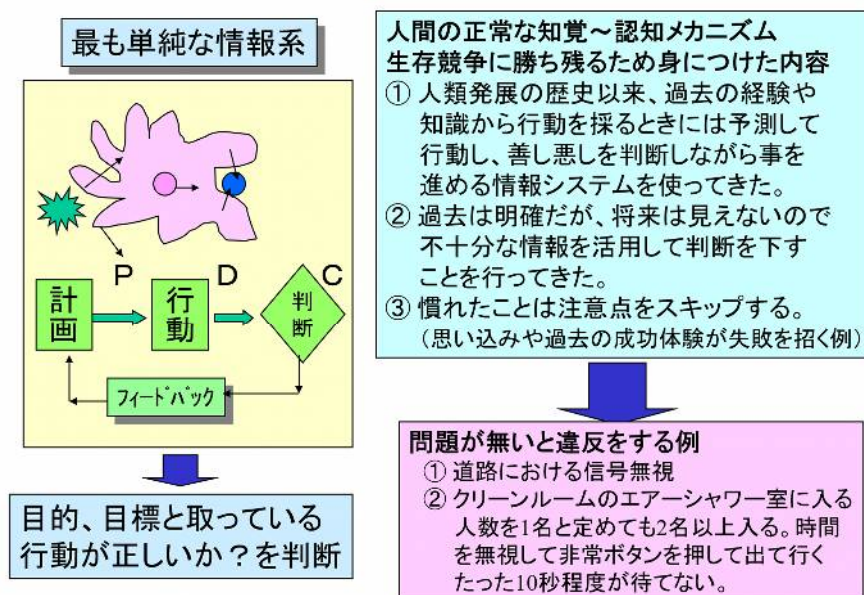 最も単純な情報系
P
D
C
計画
行動
判断
フィードバック
目的、目標と取っている
行動が正しいか？を判断
人間の正常な知覚～認知メカニズム
生存競争に勝ち残るため身につけた内容
① 人類発展の歴史以来、過去の経験や
知識から行動を採るときには予測して
行動し、善し悪しを判断しながら事を
進める情報システムを使ってきた。
② 過去は明確だが、将来は見えないので
不十分な情報を活用して判断を下す
ことを行ってきた。
③ 慣れたことは注意点をスキップする。
（思い込みや過去の成功体験が失敗を招く例）
問題が無いと違反をする例
① 道路における信号無視
② クリーンルームのエアーシャワー室に入る
人数を1名と定めても2名以上入る。時間
を無視して非常ボタンを押して出て行く
たった10秒程度が待てない。